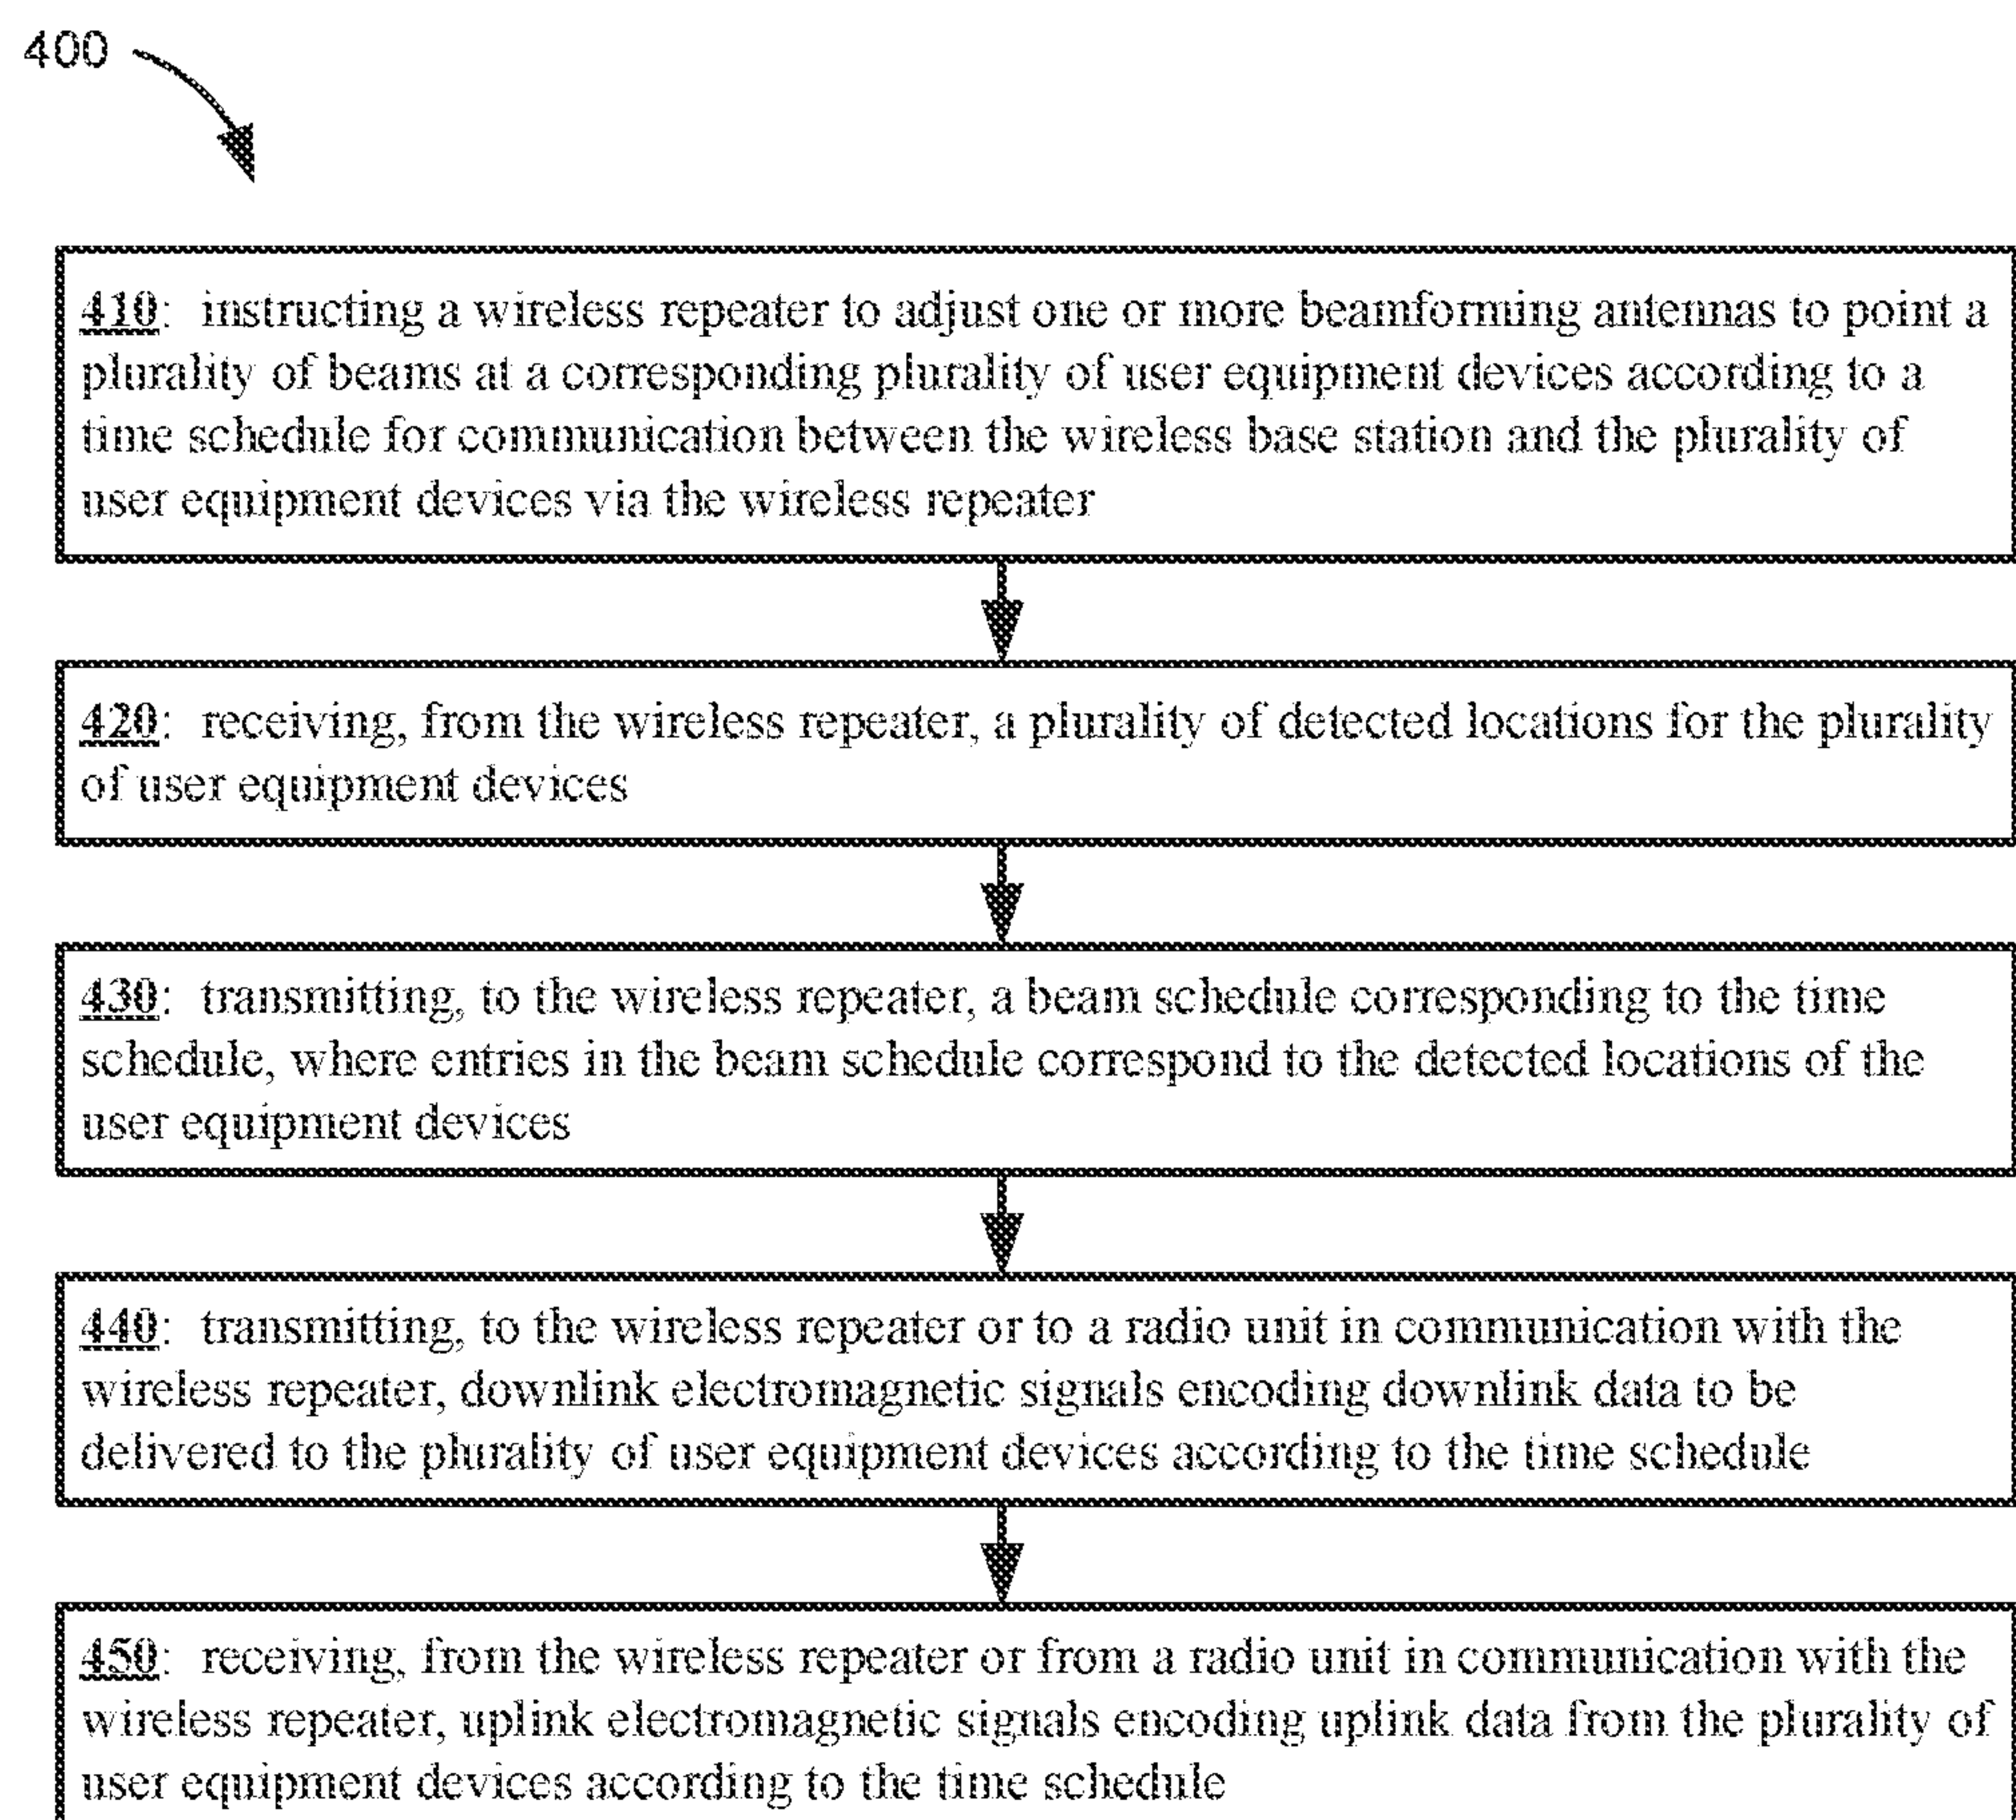 400
410: instructing a wireless repeater to adjust one or more beamforming antennas to point a
plurality of beams at a corresponding plurality of user equipment devices according to a
time schedule for communication between the wireless base station and the plurality of
user equipment devices via the wireless repeater
420: receiving, from the wireless repeater, a plurality of detected locations for the plurality
of user equipment devices
430: transmitting, to the wireless repeater, a beam schedule corresponding to the time
schedule, where entries in the beam schedule correspond to the detected locations of the
user equipment devices
440: transmitting, to the wireless repeater or to a radio unit in communication with the
wireless repeater, downlink electromagnetic signals encoding downlink data to be
delivered to the plurality of user equipment devices according to the time schedule
450: receiving, from the wireless repeater or from a radio unit in communication with the
wireless repeater, uplink electromagnetic signals encoding uplink data from the plurality of
user equipment devices according to the time schedule